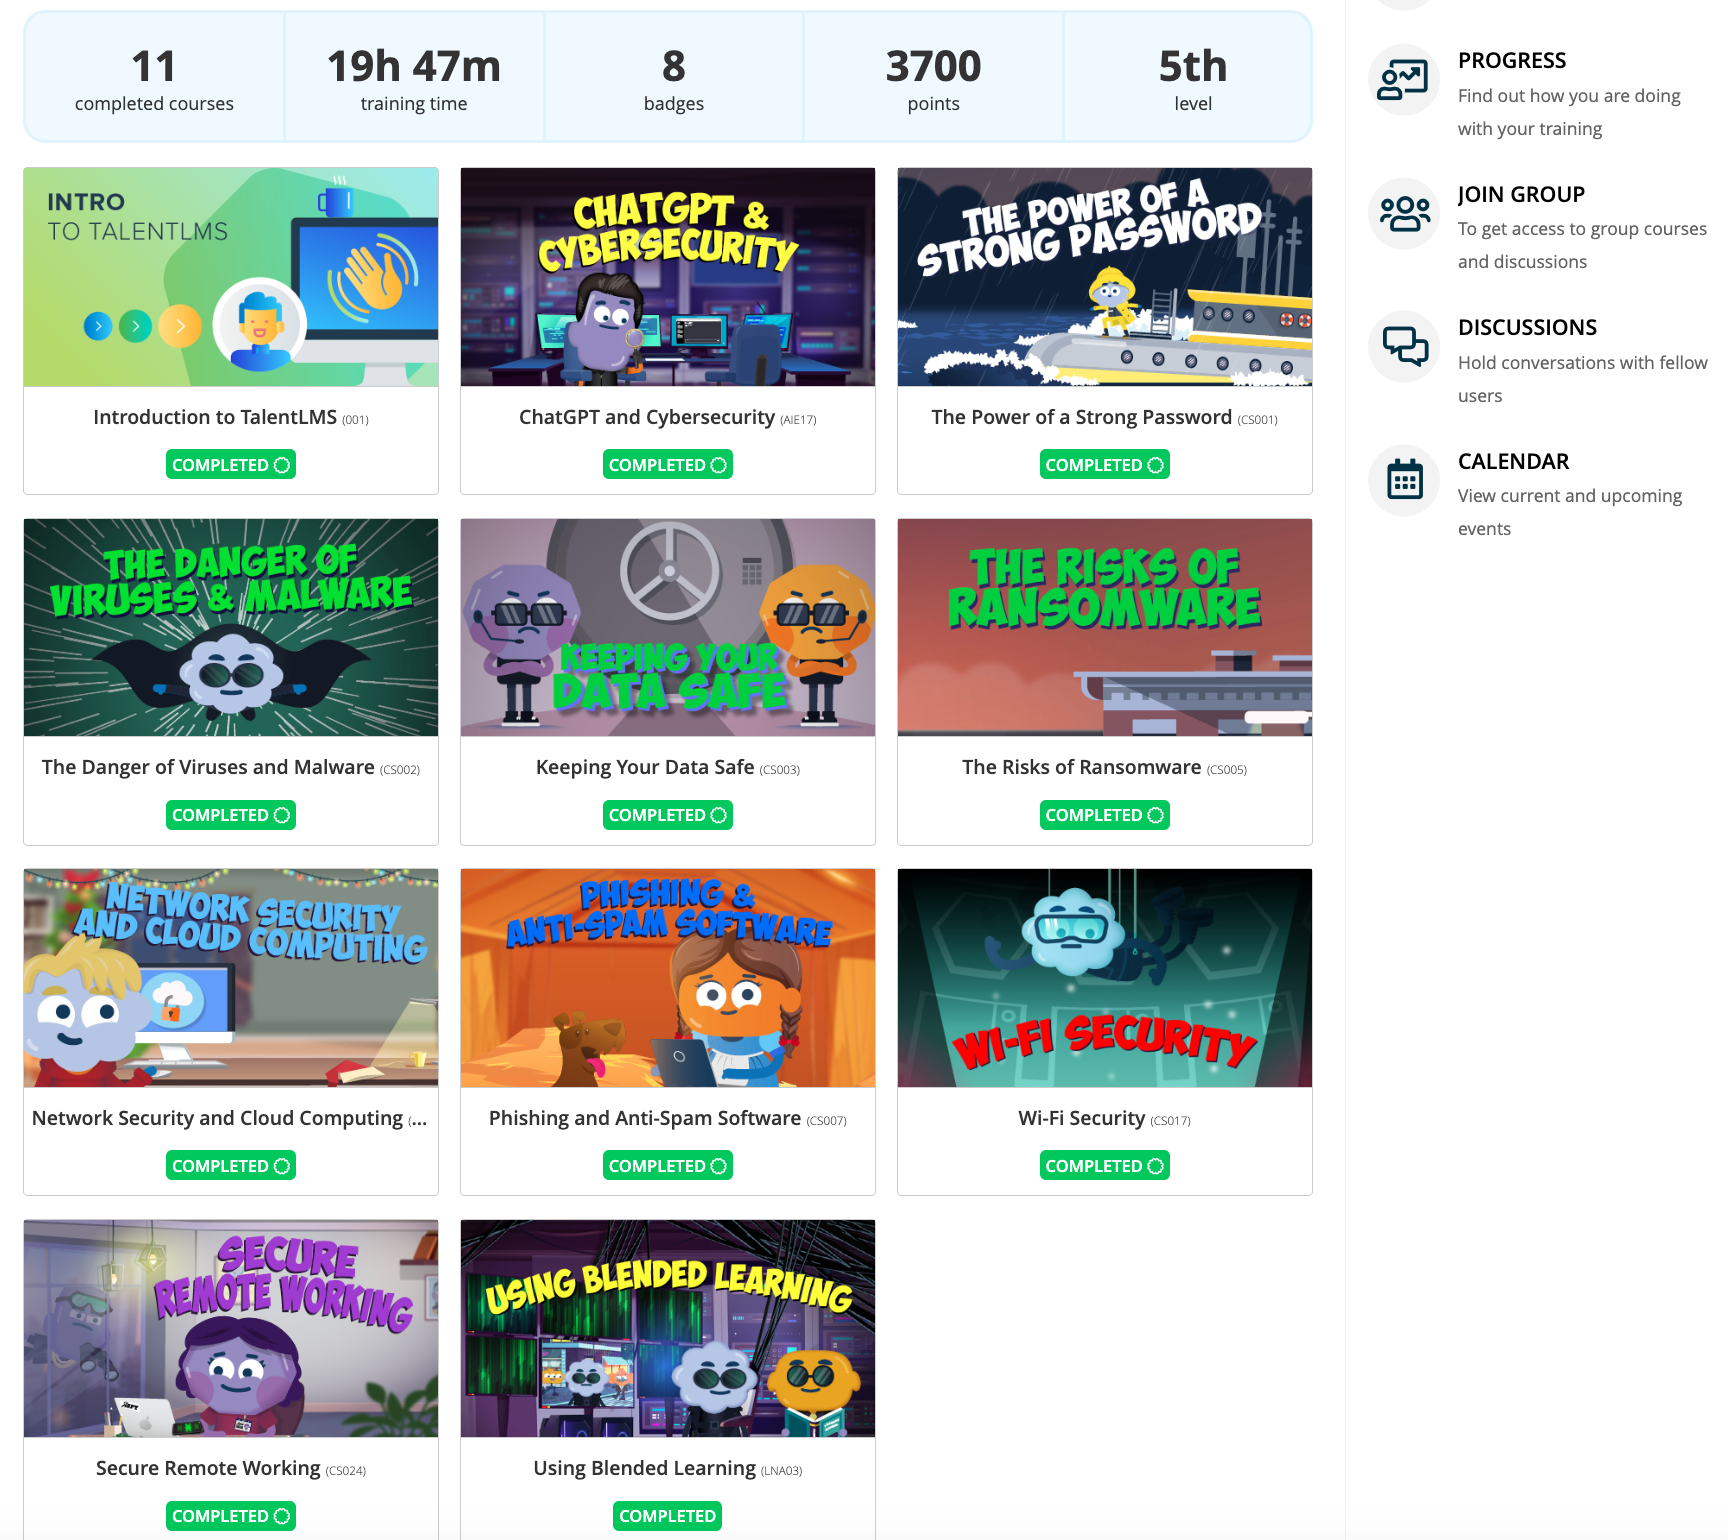 11
completed courses
19h 47m
training time
8
badges
3700
points
5th
level
INTRO
TO TALENTLMS
Introduction to TalentLMS (001)
COMPLETED
CHATGPT &
CYBERSECURITY
ChatGPT and Cybersecurity (AIE17)
COMPLETED
THE POWER OF A
STRONG PASSWORD
The Power of a Strong Password (CS001)
COMPLETED
THE DANGER OF
VIRUSES & MALWARE
The Danger of Viruses and Malware (CS002)
COMPLETED
KEEPING YOUR
DATA SAFE
Keeping Your Data Safe (CS003)
COMPLETED
THE RISKS OF
RANSOMWARE
The Risks of Ransomware (CS005)
COMPLETED
NETWORK SECURITY
AND CLOUD COMPUTING
Network Security and Cloud Computing (...
COMPLETED
PHISHING &
ANTI-SPAM SOFTWARE
Phishing and Anti-Spam Software (CS007)
COMPLETED
WI-FI SECURITY
Wi-Fi Security (CS017)
COMPLETED
SECURE
REMOTE WORKING
Secure Remote Working (CS024)
COMPLETED
USING BLENDED LEARNING
Using Blended Learning (LNA03)
COMPLETED
PROGRESS
Find out how you are doing
with your training
JOIN GROUP
To get access to group courses
and discussions
DISCUSSIONS
Hold conversations with fellow
users
CALENDAR
View current and upcoming
events